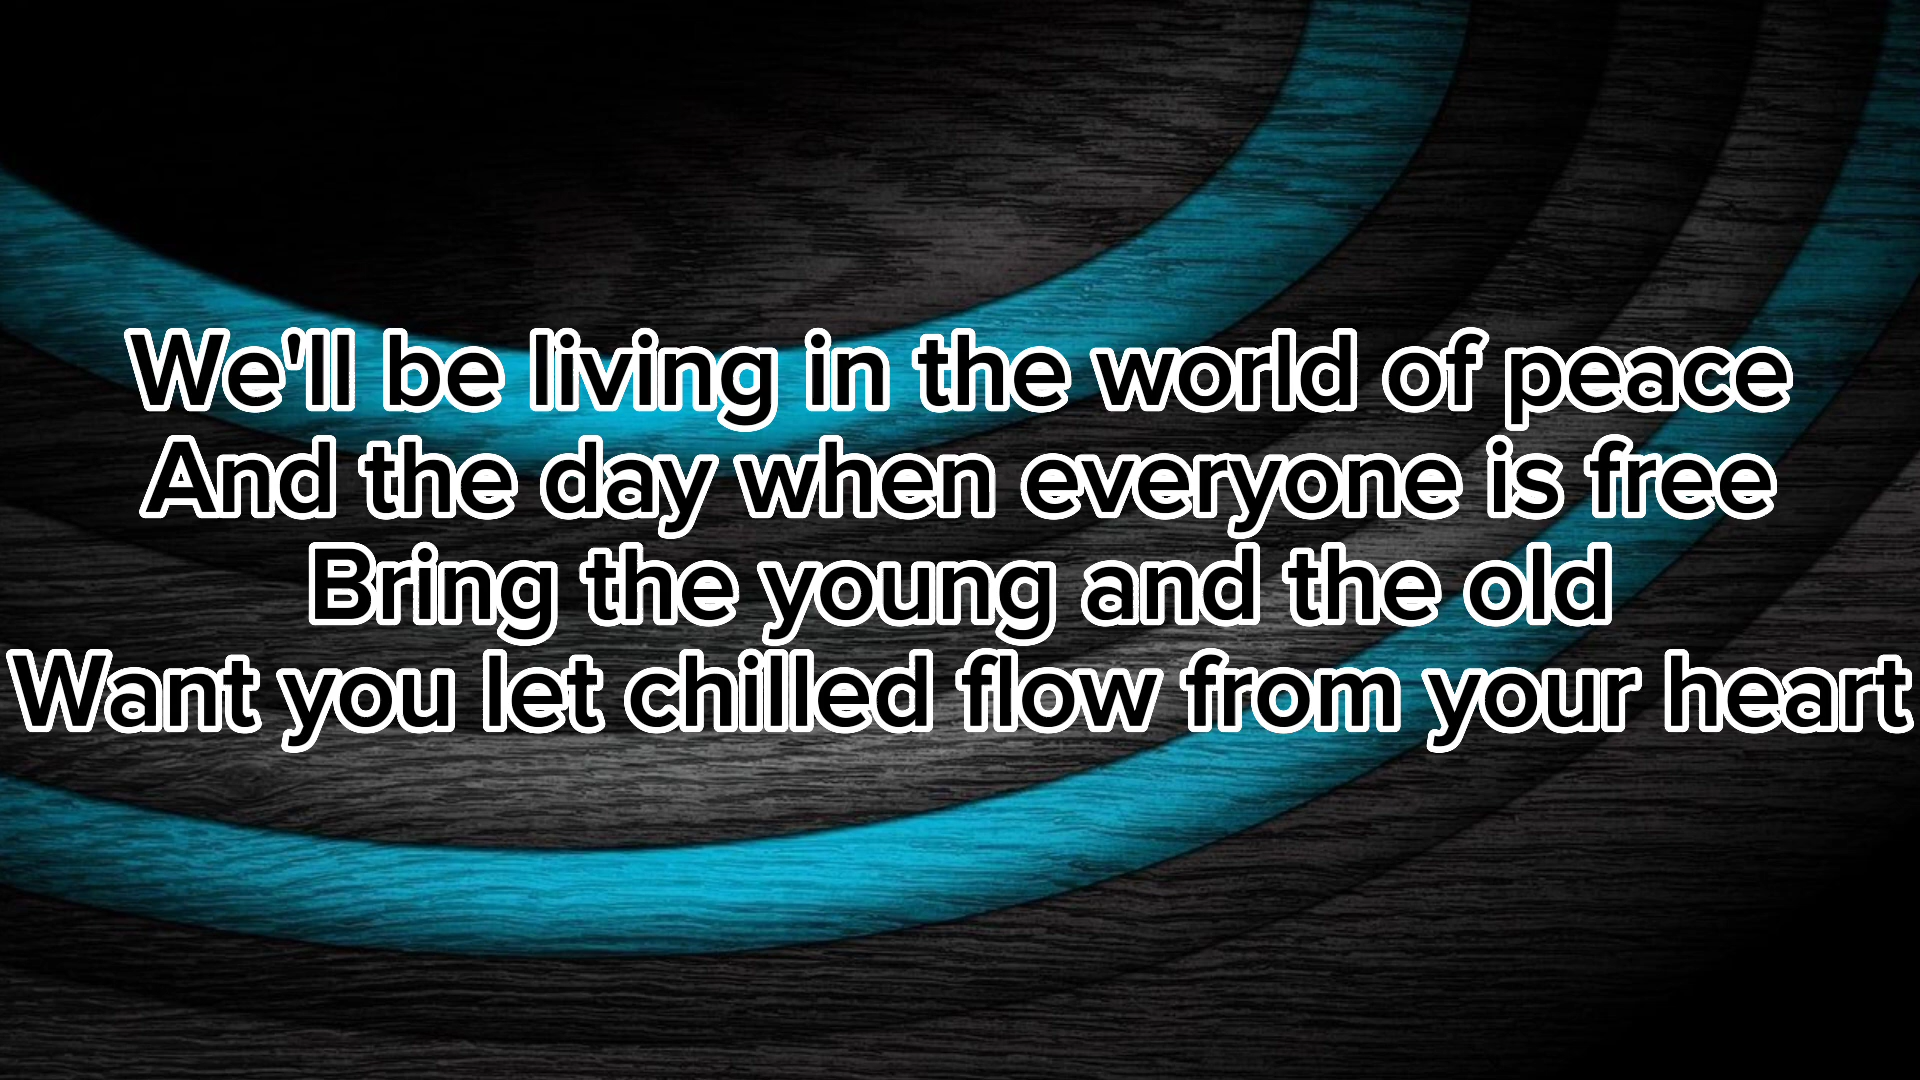 We'll be living in the world of peace
And the day when everyone is free
Bring the young and the old
Want you let chilled flow from your heart